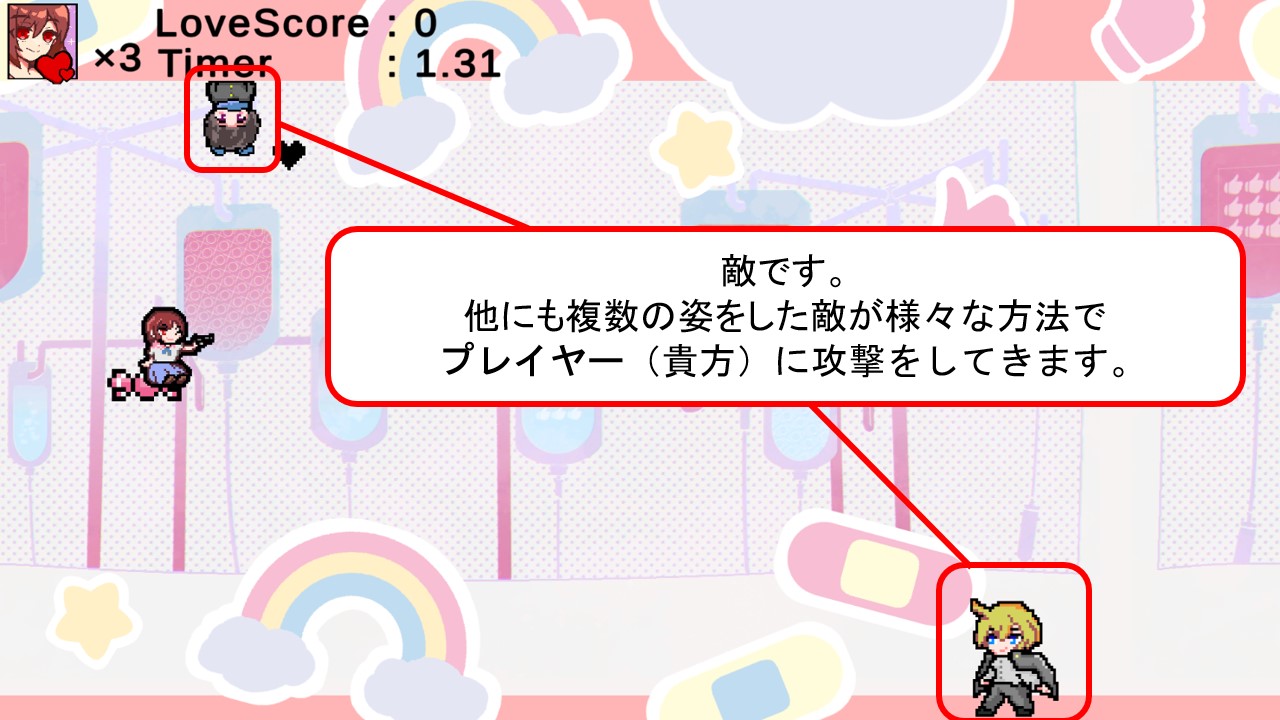 LoveScore : 0
×3 Timer : 1.31
敵です。
他にも複数の姿をした敵が様々な方法で
プレイヤー（貴方）に攻撃をしてきます。